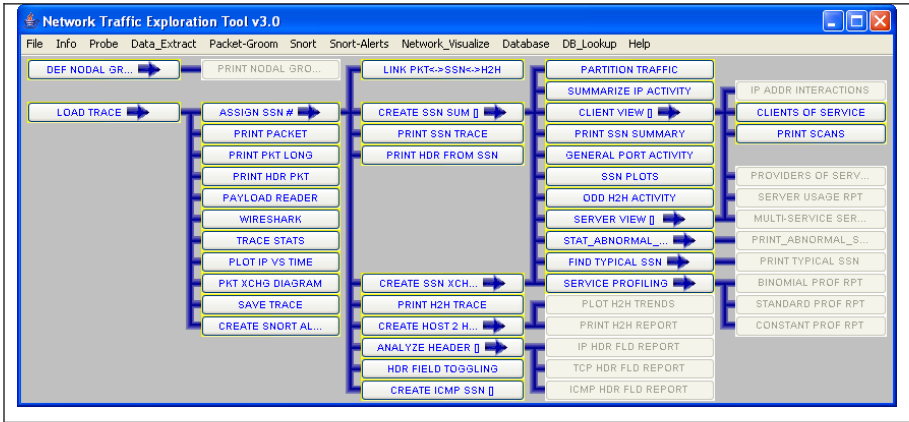 Network Traffic Exploration Tool v3.0
File Info Probe Data_Extract Packet-Groom Snort Snort-Alerts Network_Visualize Database DB_Lookup Help
DEF NODAL GR... PRINT NODAL GRO... LINK PKT<->SSN<->H2H PARTITION TRAFFIC
SUMMARIZE IP ACTIVITY IP ADDR INTERACTIONS
LOAD TRACE ASSIGN SSN # CREATE SSN SUM [] CLIENT VIEW [] CLIENTS OF SERVICE
PRINT PACKET PRINT SSN TRACE PRINT SSN SUMMARY PRINT SCANS
PRINT PKT LONG PRINT HDR FROM SSN GENERAL PORT ACTIVITY
PRINT HDR PKT SSN PLOTS PROVIDERS OF SERV...
PAYLOAD READER ODD H2H ACTIVITY SERVER USAGE RPT
WIRESHARK SERVER VIEW [] MULTI-SERVICE SER...
TRACE STATS STAT_ABNORMAL_... PRINT_ABNORMAL_S...
PLOT IP VS TIME FIND TYPICAL SSN PRINT TYPICAL SSN
PKT XCHG DIAGRAM CREATE SSN XCH... SERVICE PROFILING BINOMIAL PROF RPT
SAVE TRACE PRINT H2H TRACE PLOT H2H TRENDS STANDARD PROF RPT
CREATE SNORT AL... CREATE HOST 2 H... PRINT H2H REPORT CONSTANT PROF RPT
ANALYZE HEADER [] IP HDR FLD REPORT
HDR FIELD TOGGLING TCP HDR FLD REPORT
CREATE ICMP SSN [] ICMP HDR FLD REPORT